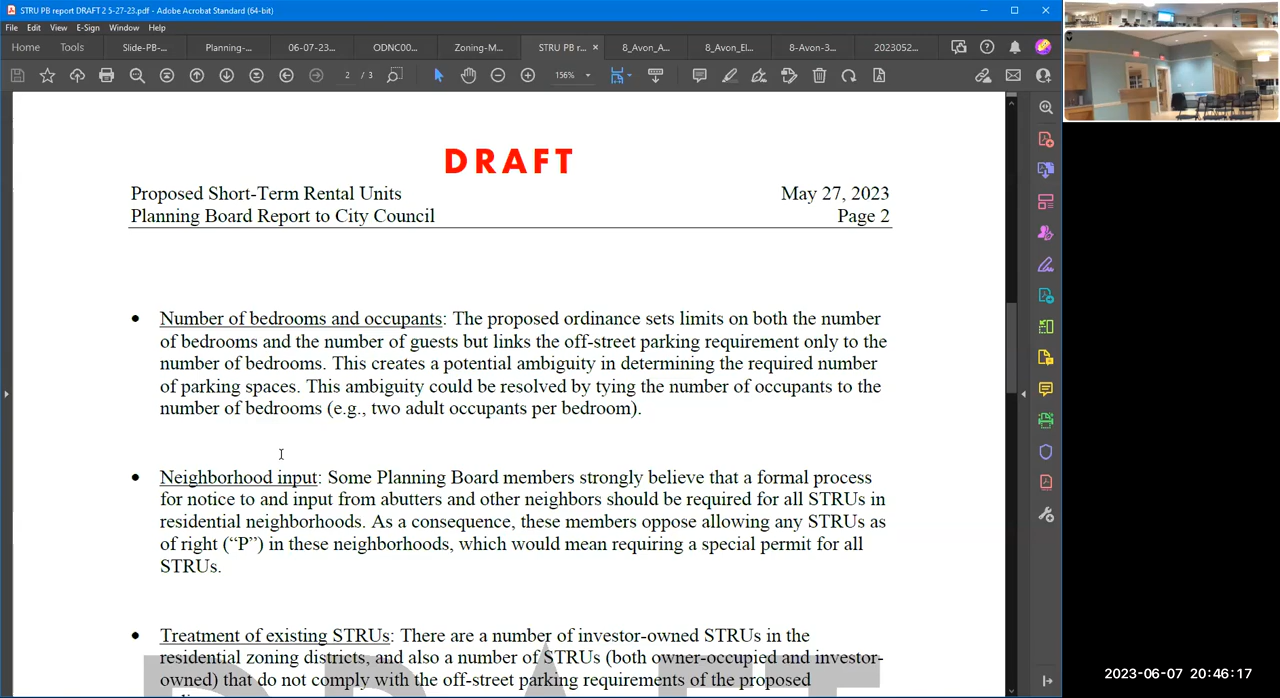 STRU PB report DRAFT 2 5-27-23.pdf - Adobe Acrobat Standard (64-bit)
File Edit View E-Sign Window Help
Home Tools Slide-PB-... Planning-... 06-07-23... ODNC00... Zoning-M... STRU PB r... × 8_Avon_A... 8_Avon_El... 8-Avon-3... 2023052...
2 / 3 156%
DRAFT
Proposed Short-Term Rental Units May 27, 2023
Planning Board Report to City Council Page 2
• Number of bedrooms and occupants: The proposed ordinance sets limits on both the number
of bedrooms and the number of guests but links the off-street parking requirement only to the
number of bedrooms. This creates a potential ambiguity in determining the required number
of parking spaces. This ambiguity could be resolved by tying the number of occupants to the
number of bedrooms (e.g., two adult occupants per bedroom).
• Neighborhood input: Some Planning Board members strongly believe that a formal process
for notice to and input from abutters and other neighbors should be required for all STRUs in
residential neighborhoods. As a consequence, these members oppose allowing any STRUs as
of right (“P”) in these neighborhoods, which would mean requiring a special permit for all
STRUs.
• Treatment of existing STRUs: There are a number of investor-owned STRUs in the
residential zoning districts, and also a number of STRUs (both owner-occupied and investor-
owned) that do not comply with the off-street parking requirements of the proposed
DRAFT
2023-06-07 20:46:17